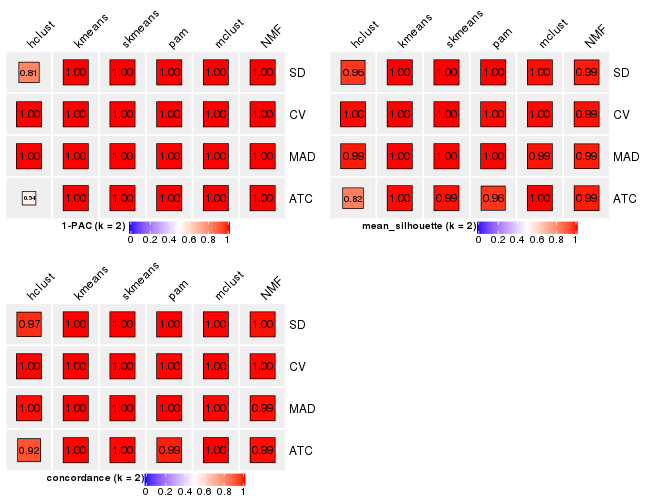 hclust kmeans skmeans pam mclust NMF
0.81 1.00 1.00 1.00 1.00 1.00 SD
1.00 1.00 1.00 1.00 1.00 1.00 CV
1.00 1.00 1.00 1.00 1.00 1.00 MAD
0.54 1.00 1.00 1.00 1.00 1.00 ATC
1-PAC (k = 2)
0 0.2 0.4 0.6 0.8 1
hclust kmeans skmeans pam mclust NMF
0.96 1.00 1.00 1.00 1.00 0.99 SD
1.00 1.00 1.00 1.00 1.00 0.99 CV
0.99 1.00 1.00 1.00 0.99 0.99 MAD
0.82 1.00 0.99 0.96 1.00 0.99 ATC
mean_silhouette (k = 2)
0 0.2 0.4 0.6 0.8 1
hclust kmeans skmeans pam mclust NMF
0.97 1.00 1.00 1.00 1.00 1.00 SD
1.00 1.00 1.00 1.00 1.00 1.00 CV
1.00 1.00 1.00 1.00 1.00 0.99 MAD
0.92 1.00 1.00 0.99 1.00 0.99 ATC
concordance (k = 2)
0 0.2 0.4 0.6 0.8 1